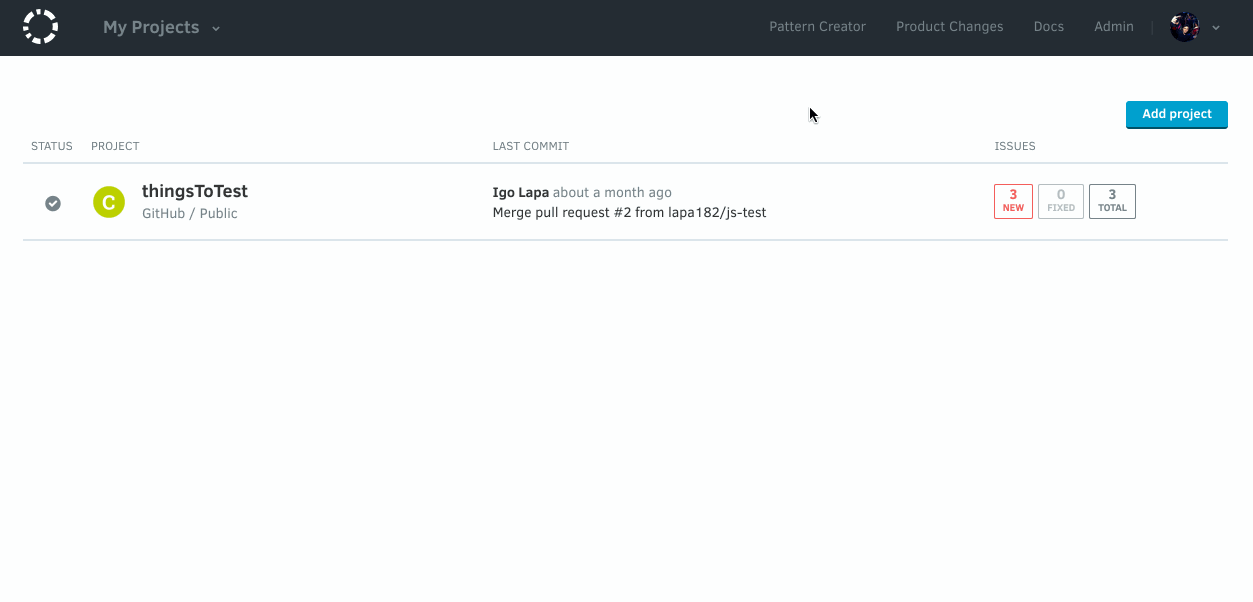 My Projects
Pattern Creator
Product Changes
Docs
Admin
Add project
STATUS
PROJECT
LAST COMMIT
ISSUES
C
thingsToTest
GitHub / Public
Igo Lapa about a month ago
Merge pull request #2 from lapa182/js-test
3
NEW
0
FIXED
3
TOTAL